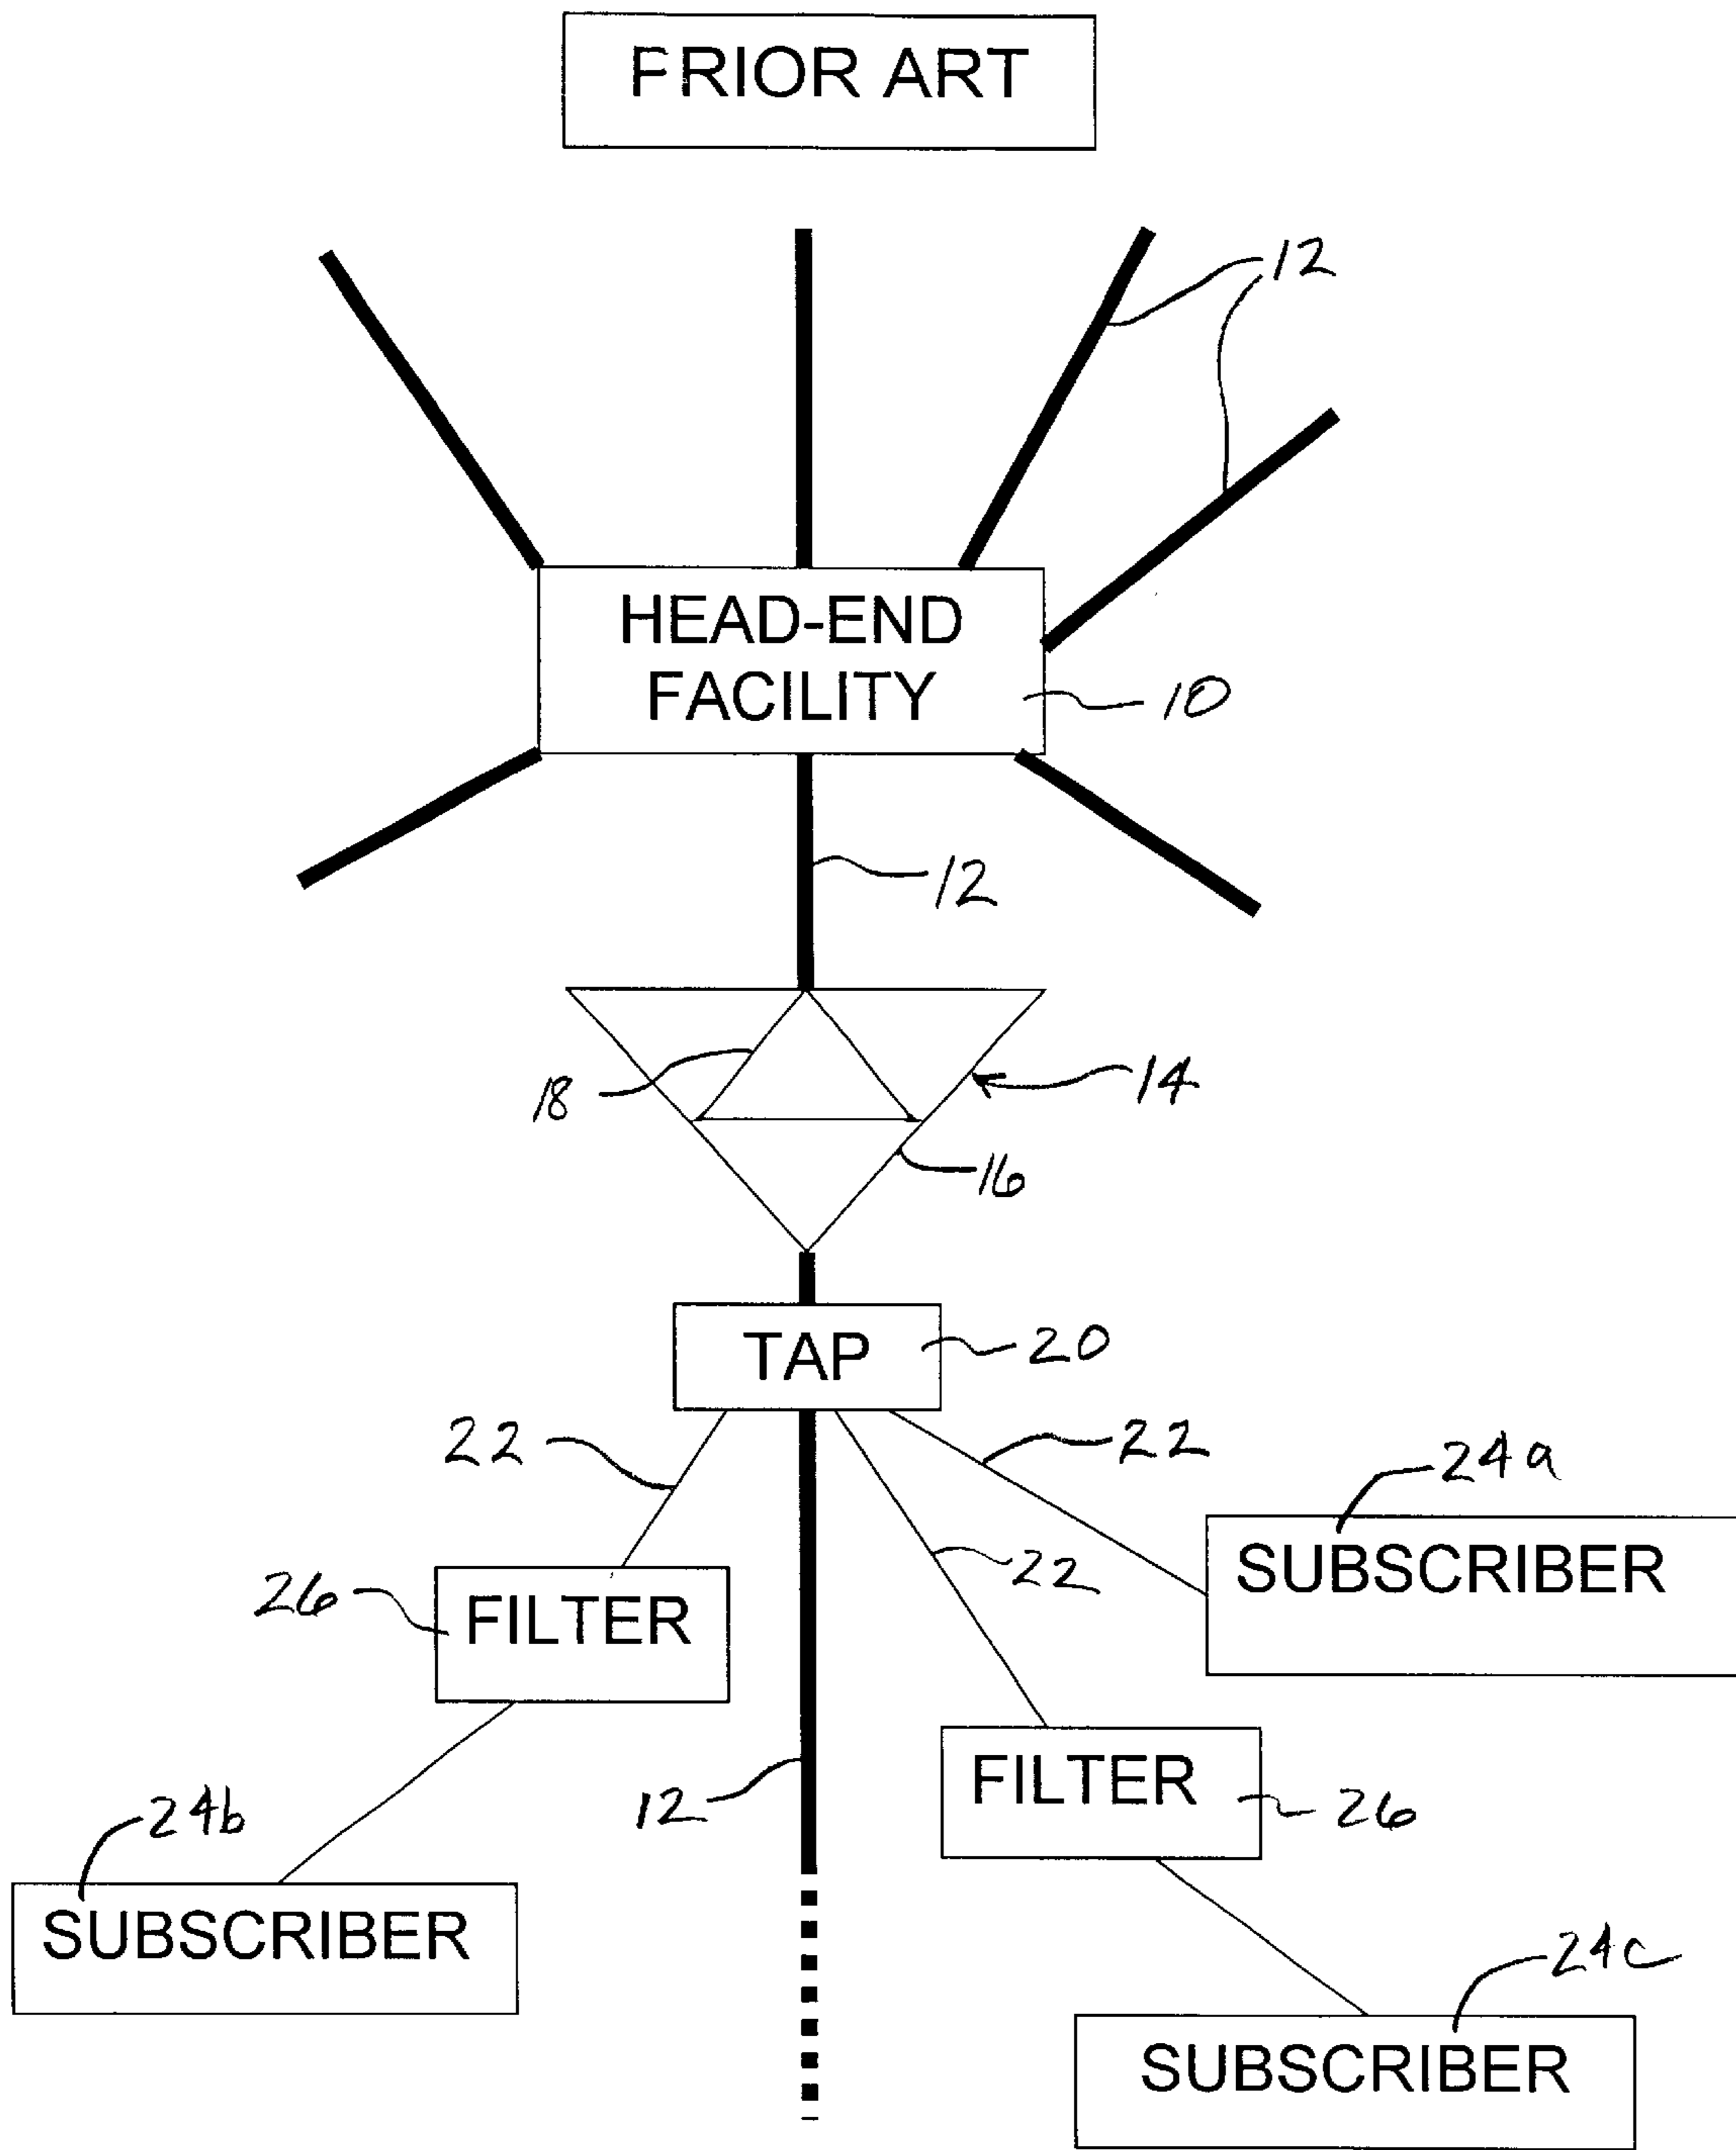 FRIOR ART
12
HEAD-END
FACILITY
10
12
18
14
16
TAP
20
22
22
24a
SUBSCRIBER
22
26
FILTER
FILTER
12
26
24b
SUBSCRIBER
24c
SUBSCRIBER